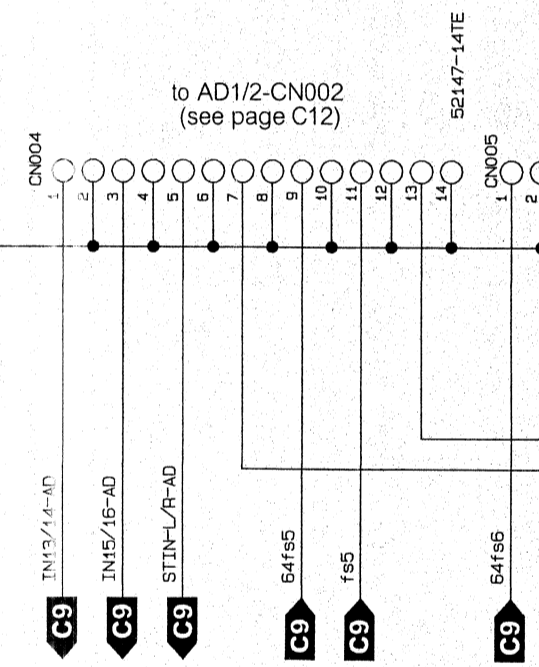 to AD1/2-CN002
(see page C12)
52147-14TE
CN004
1
2
3
4
5
6
7
8
9
10
11
12
13
14
CN005
1
2
IN13/14-AD
IN15/16-AD
STIN-L/R-AD
64fs5
fs5
64fs6
C9
C9
C9
C9
C9
C9